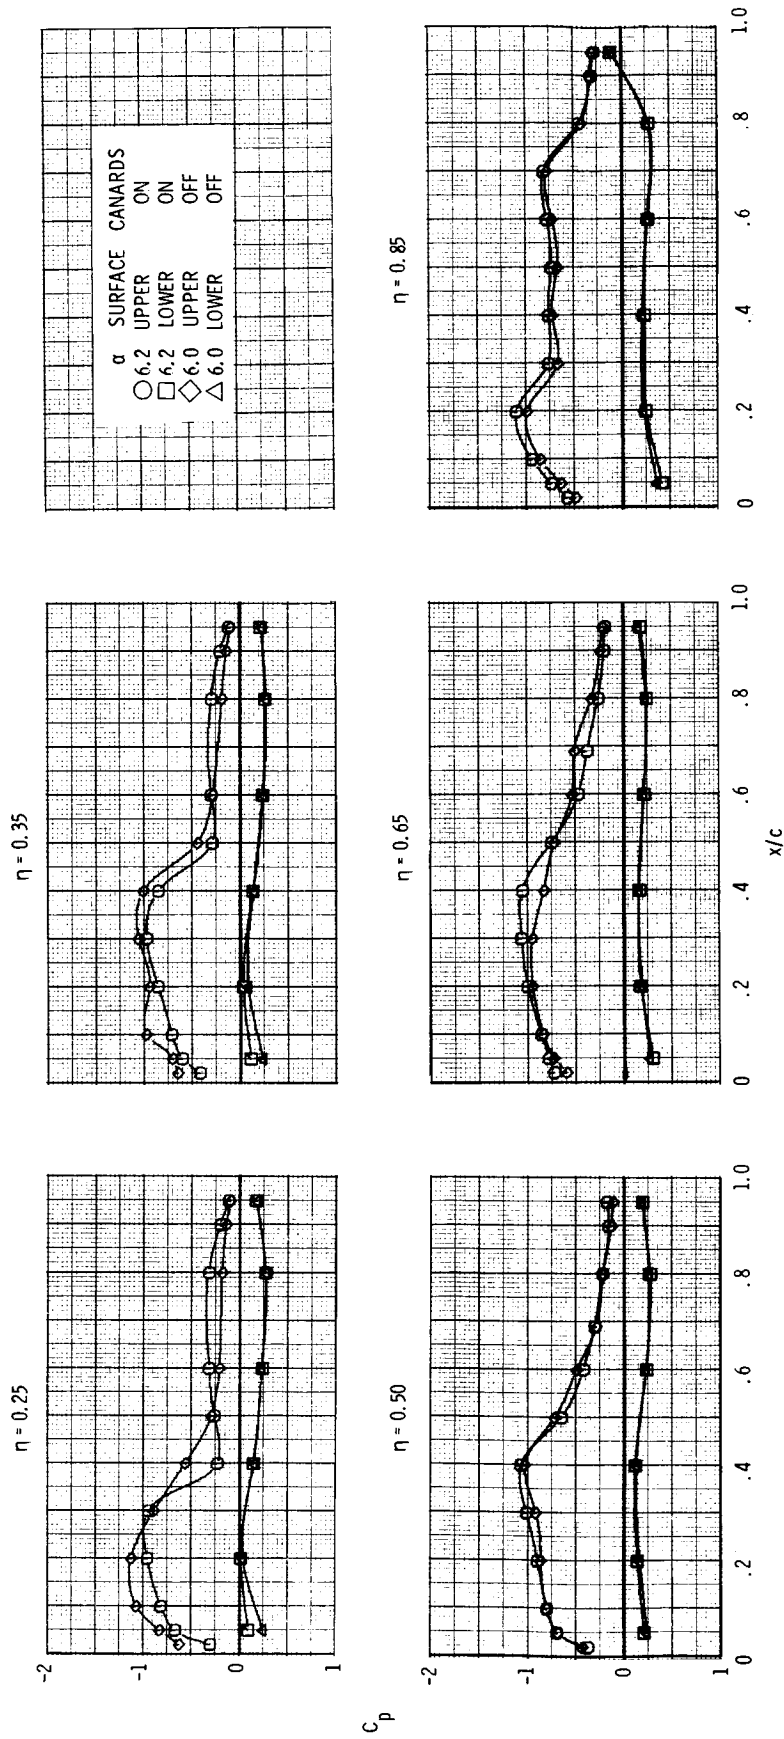 η = 0.25
η = 0.35
α SURFACE CANARDS
6.2 UPPER ON
6.2 LOWER ON
6.0 UPPER OFF
6.0 LOWER OFF
-2
-1
0
1
C_p
η = 0.50
η = 0.65
η = 0.85
-2
-1
0
1
0 .2 .4 .6 .8 1.0
0 .2 .4 .6 .8 1.0
0 .2 .4 .6 .8 1.0
x/c